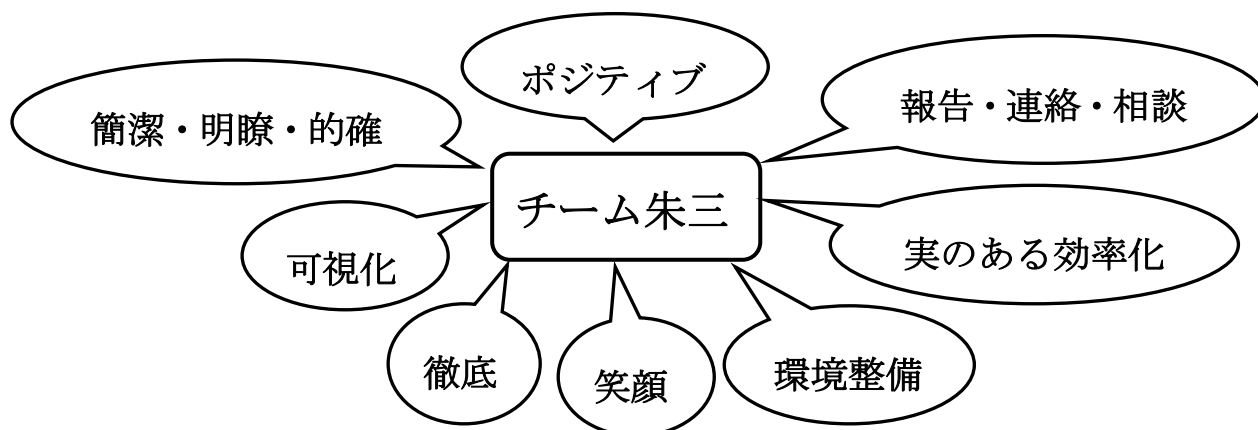 ポジティブ
報告・連絡・相談
簡潔・明瞭・的確
チーム朱三
可視化
実のある効率化
徹底
笑顔
環境整備